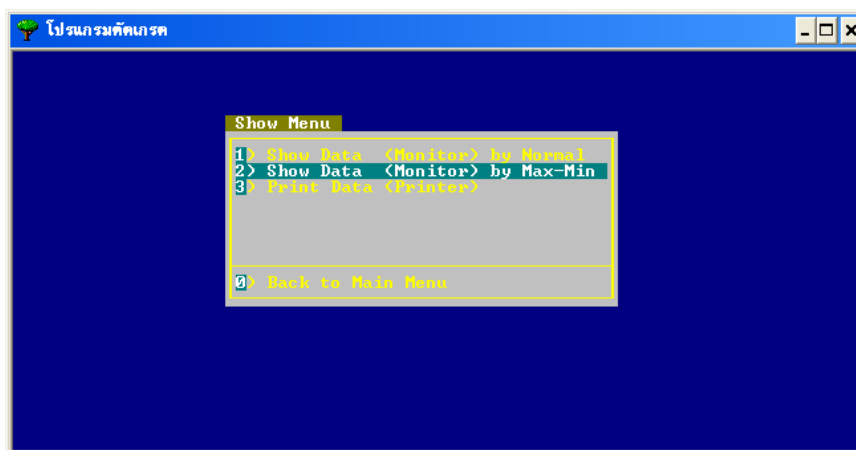 โปรแกรมตัดเกรด
Show Menu
1) Show Data (Monitor) by Normal
2) Show Data (Monitor) by Max-Min
3) Print Data (Printer)
0) Back to Main Menu